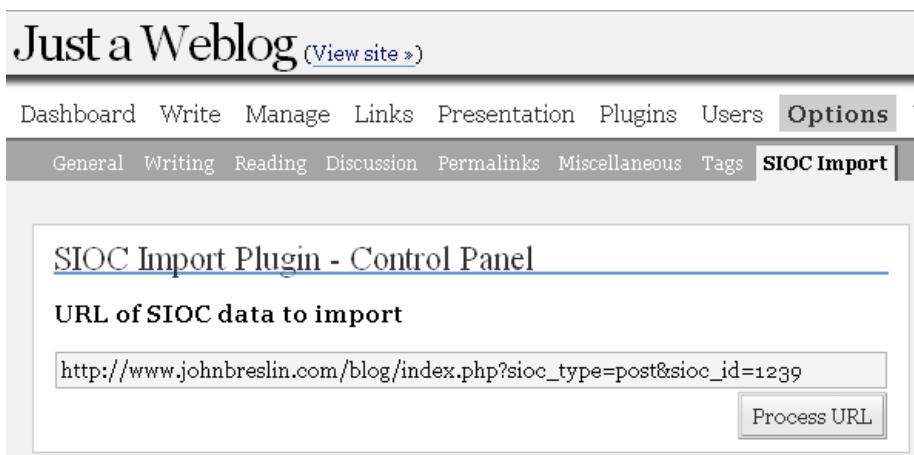 Just a Weblog (View site »)
Dashboard Write Manage Links Presentation Plugins Users Options
General Writing Reading Discussion Permalinks Miscellaneous Tags SIOC Import
SIOC Import Plugin - Control Panel
URL of SIOC data to import
http://www.johnbreslin.com/blog/index.php?sioc_type=post&sioc_id=1239
Process URL